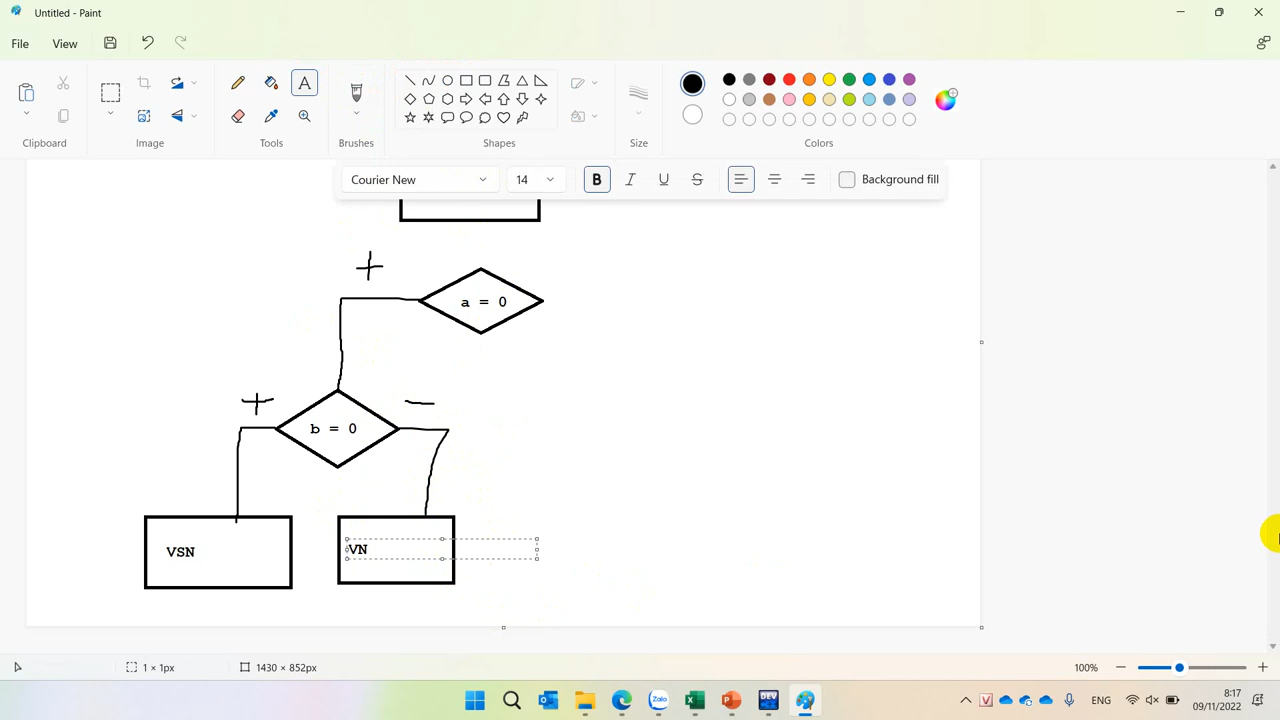 Untitled - Paint
File View
Clipboard Image Tools Brushes Shapes Size Colors
Courier New 14 B I U Background fill
+
a = 0
+ −
b = 0
VSN VN
1 × 1px 1430 × 852px 100%
ENG 8:17
09/11/2022